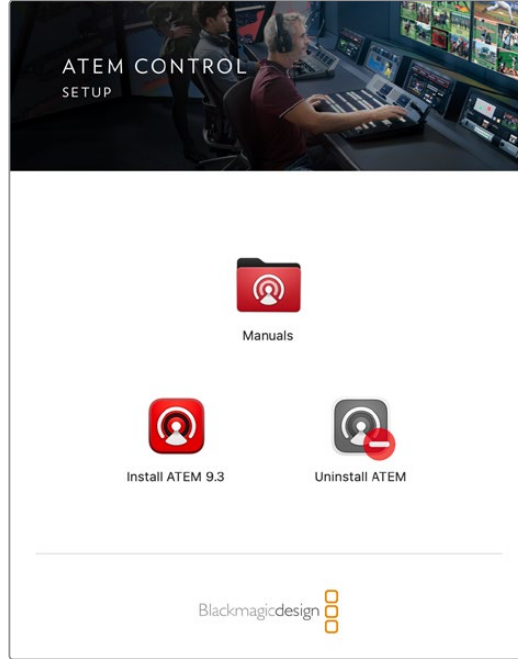 ATEM CONTROL
SETUP
Manuals
Install ATEM 9.3
Uninstall ATEM
Blackmagicdesign